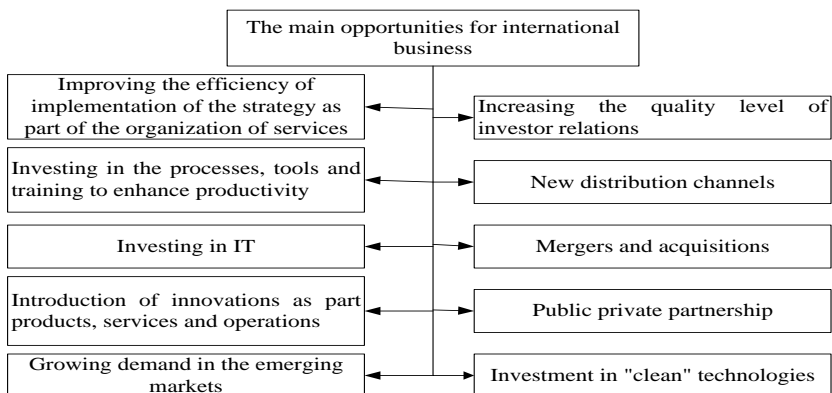 The main opportunities for international
business
Improving the efficiency of
implementation of the strategy as
part of the organization of services
Increasing the quality level of
investor relations
Investing in the processes, tools and
training to enhance productivity
New distribution channels
Investing in IT
Mergers and acquisitions
Introduction of innovations as part
products, services and operations
Public private partnership
Growing demand in the emerging
markets
Investment in "clean" technologies